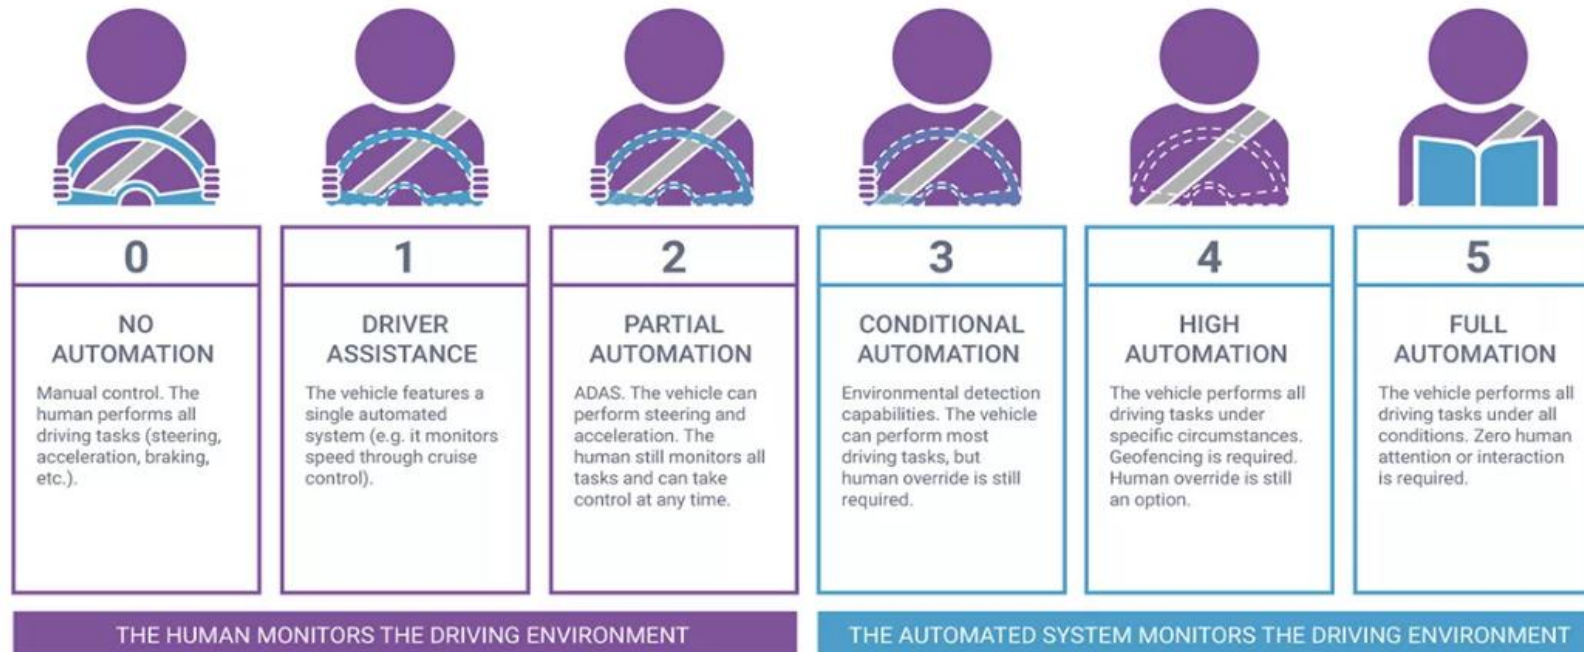 0
NO
AUTOMATION
Manual control. The
human performs all
driving tasks (steering,
acceleration, braking,
etc.).
1
DRIVER
ASSISTANCE
The vehicle features a
single automated
system (e.g. it monitors
speed through cruise
control).
2
PARTIAL
AUTOMATION
ADAS. The vehicle can
perform steering and
acceleration. The
human still monitors all
tasks and can take
control at any time.
3
CONDITIONAL
AUTOMATION
Environmental detection
capabilities. The vehicle
can perform most
driving tasks, but
human override is still
required.
4
HIGH
AUTOMATION
The vehicle performs all
driving tasks under
specific circumstances.
Geofencing is required.
Human override is still
an option.
5
FULL
AUTOMATION
The vehicle performs all
driving tasks under all
conditions. Zero human
attention or interaction
is required.
THE HUMAN MONITORS THE DRIVING ENVIRONMENT
THE AUTOMATED SYSTEM MONITORS THE DRIVING ENVIRONMENT